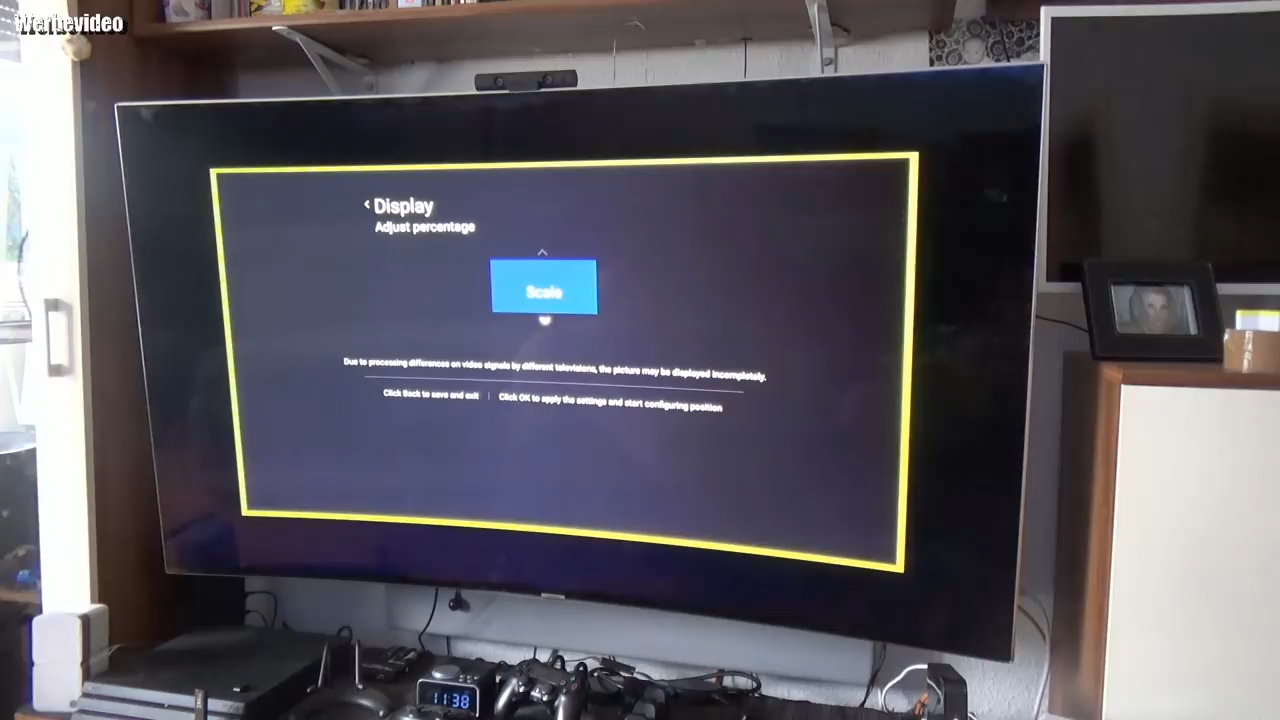 Werbevideo
Display
Adjust percentage
Scale
Due to processing differences on video signals by different televisions, the picture may be displayed incompletely.
Click Back to save and exit | Click OK to apply the settings and start configuring position
11:38